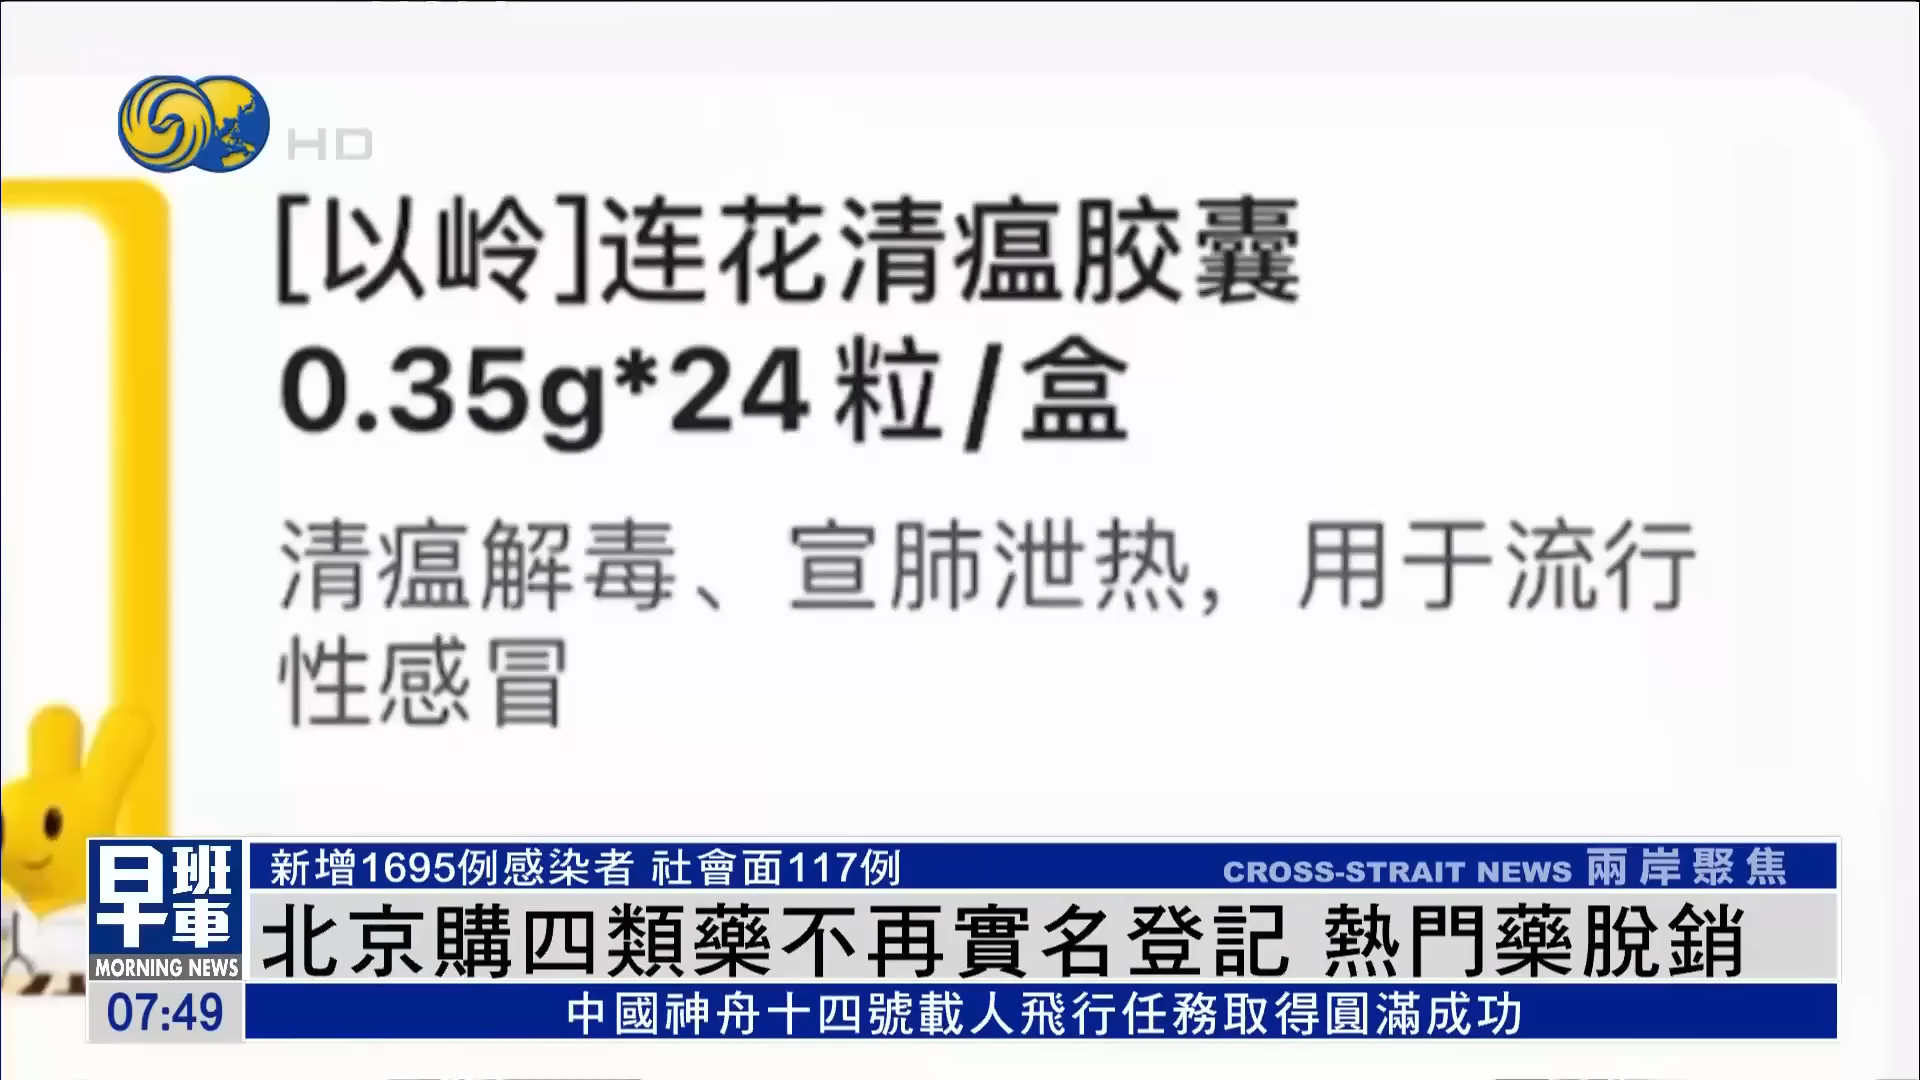 HD
[以岭]连花清瘟胶囊
0.35g*24粒/盒
清瘟解毒、宣肺泄热，用于流行
性感冒
早班車
MORNING NEWS
07:49
新增1695例感染者 社會面117例
CROSS-STRAIT NEWS 兩岸聚焦
北京購四類藥不再實名登記 熱門藥脫銷
中國神舟十四號載人飛行任務取得圓滿成功